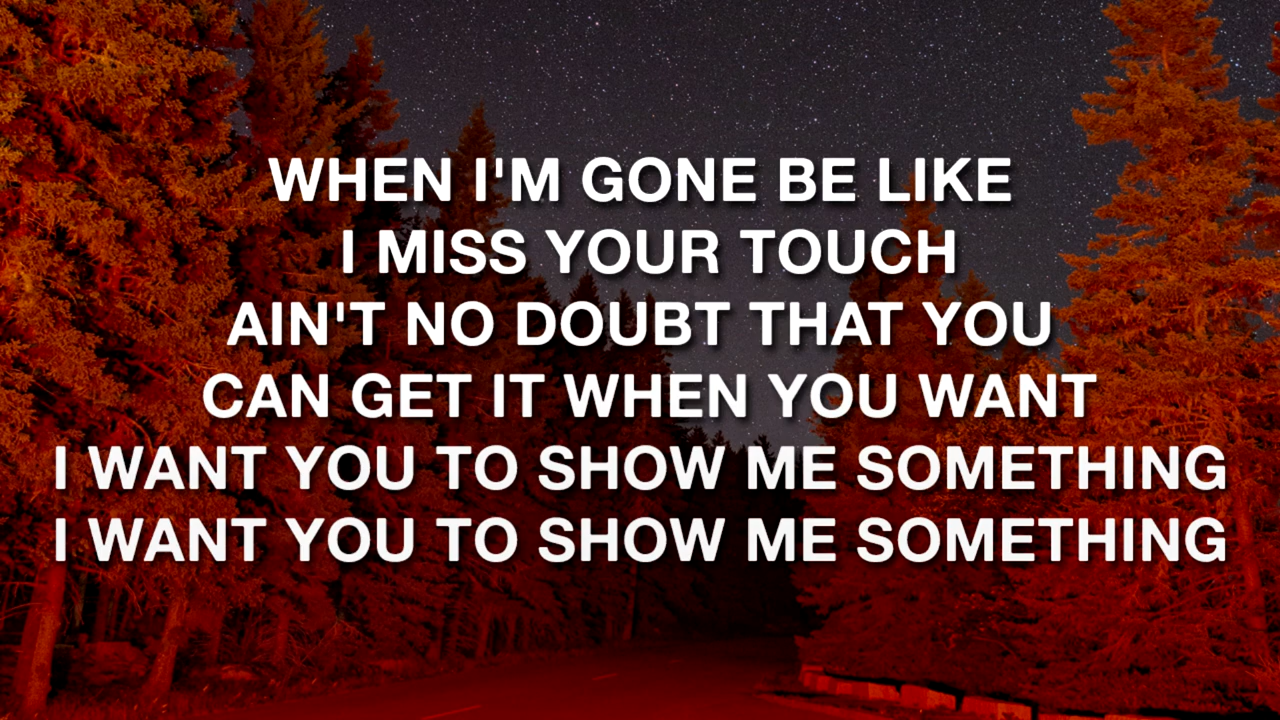 WHEN I'M GONE BE LIKE
I MISS YOUR TOUCH
AIN'T NO DOUBT THAT YOU
CAN GET IT WHEN YOU WANT
I WANT YOU TO SHOW ME SOMETHING
I WANT YOU TO SHOW ME SOMETHING